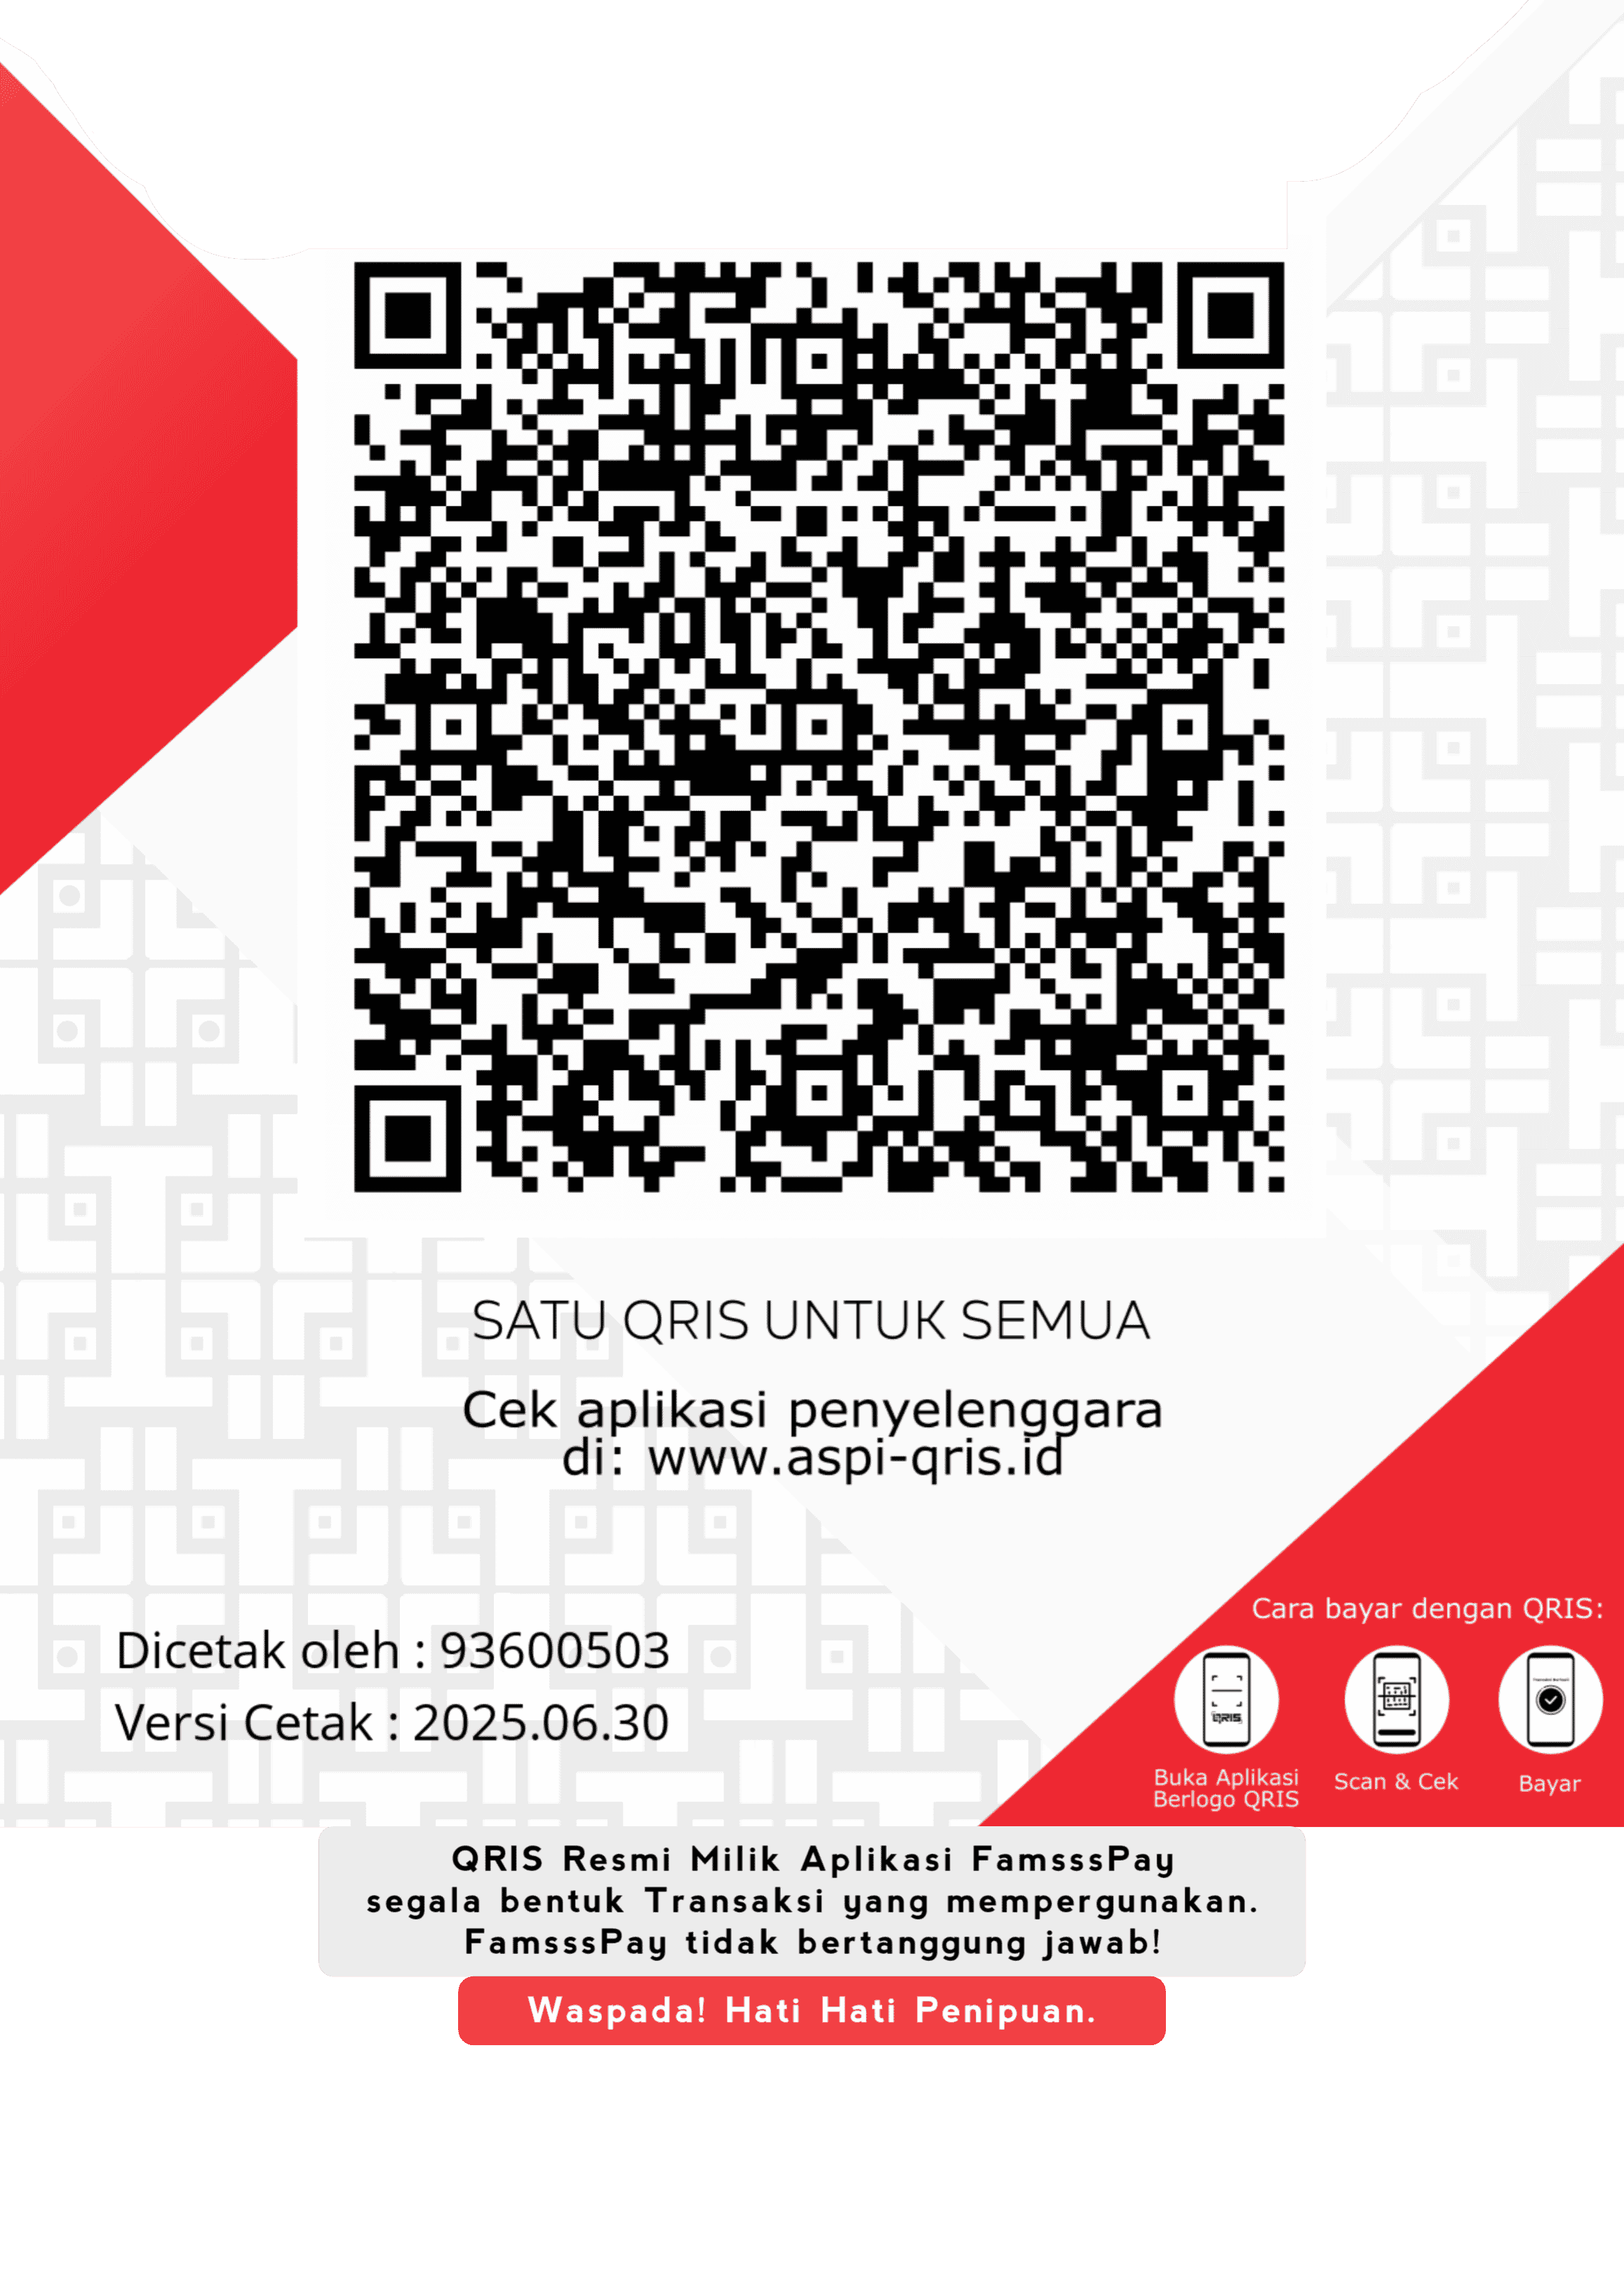 SATU QRIS UNTUK SEMUA
Cek aplikasi penyelenggara
di: www.aspi-qris.id
Dicetak oleh : 93600503
Versi Cetak : 2025.06.30
Cara bayar dengan QRIS:
QRIS
Buka Aplikasi
Berlogo QRIS
Scan & Cek
Bayar
QRIS Resmi Milik Aplikasi FamsssPay
segala bentuk Transaksi yang mempergunakan.
FamsssPay tidak bertanggung jawab!
Waspada! Hati Hati Penipuan.